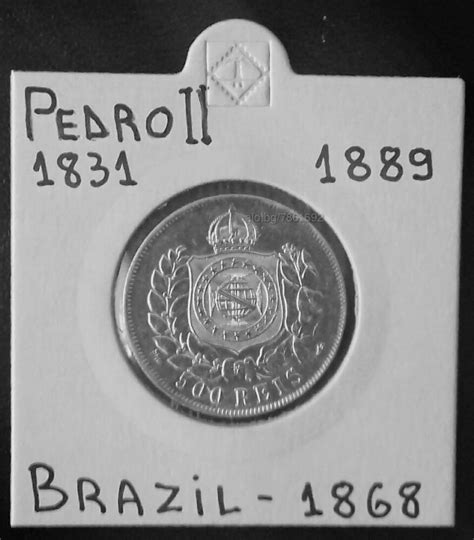 PEDRO II
1831 1889
500 REIS
BRAZiL - 1868